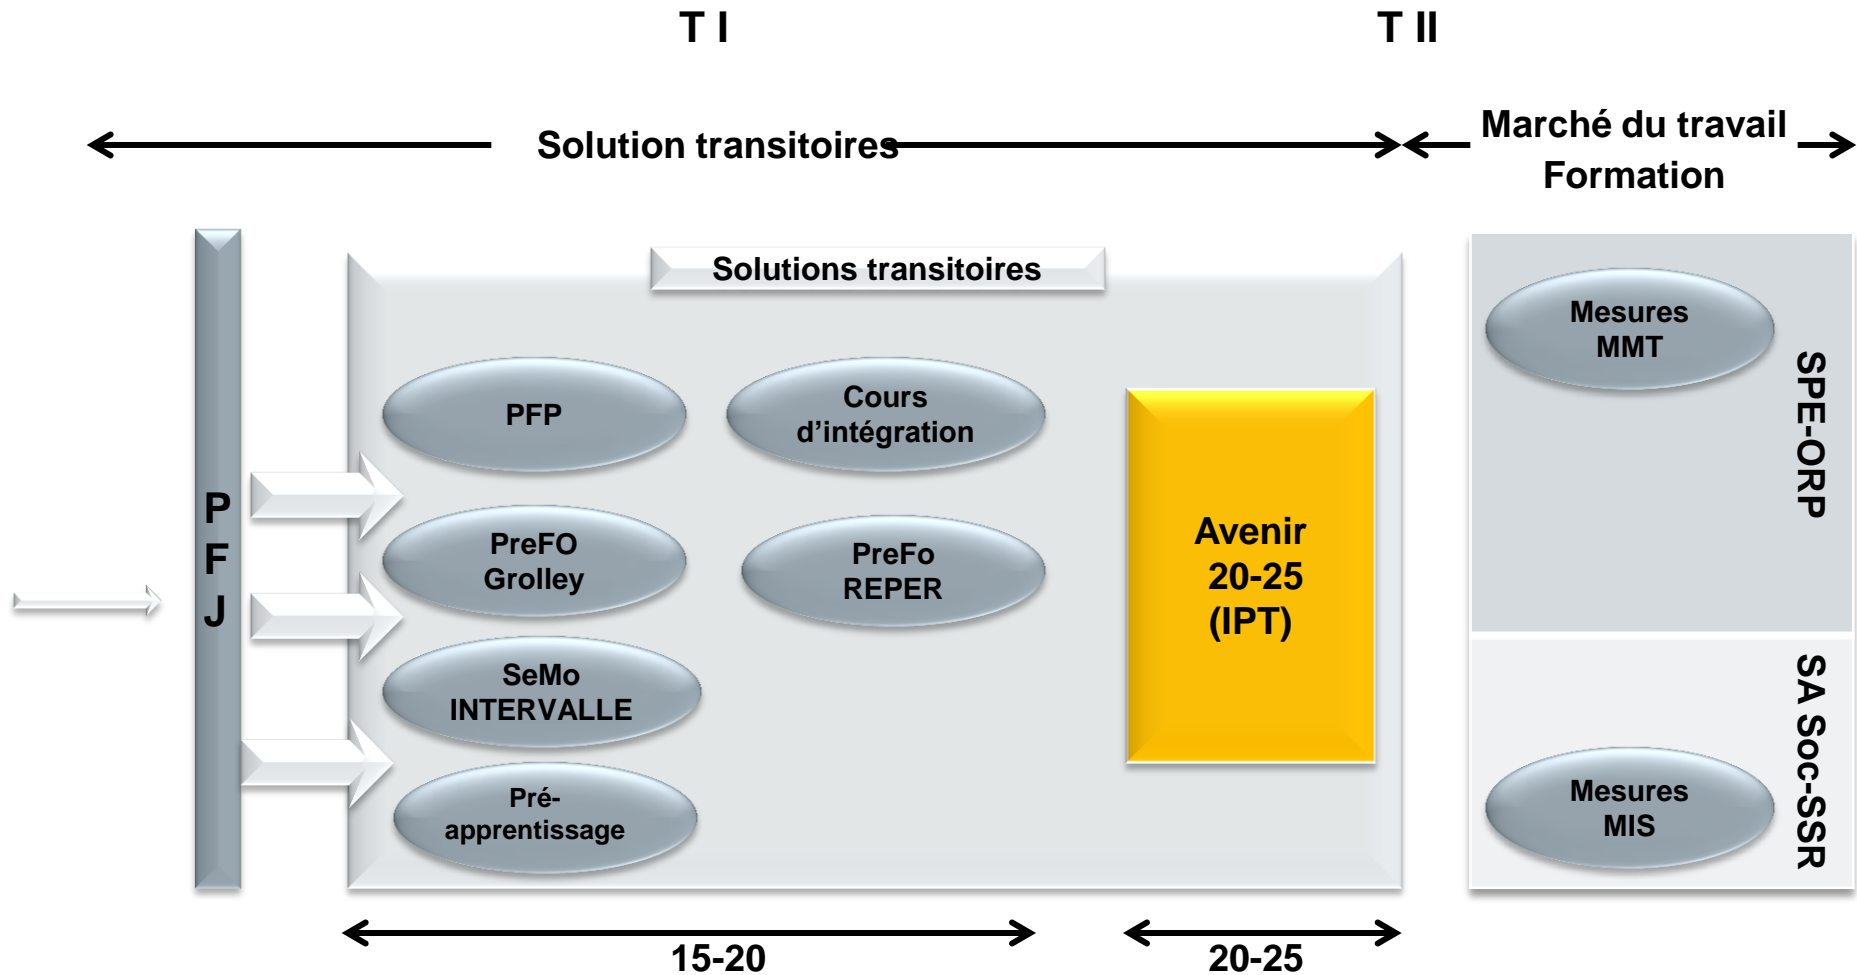 T I
T II
Solution transitoires
Marché du travail
Formation
Solutions transitoires
P
F
J
PFP
Cours
d’intégration
PreFO
Grolley
PreFo
REPER
SeMo
INTERVALLE
Pré-
apprentissage
Avenir
20-25
(IPT)
Mesures
MMT
SPE-ORP
Mesures
MIS
SA Soc-SSR
15-20
20-25